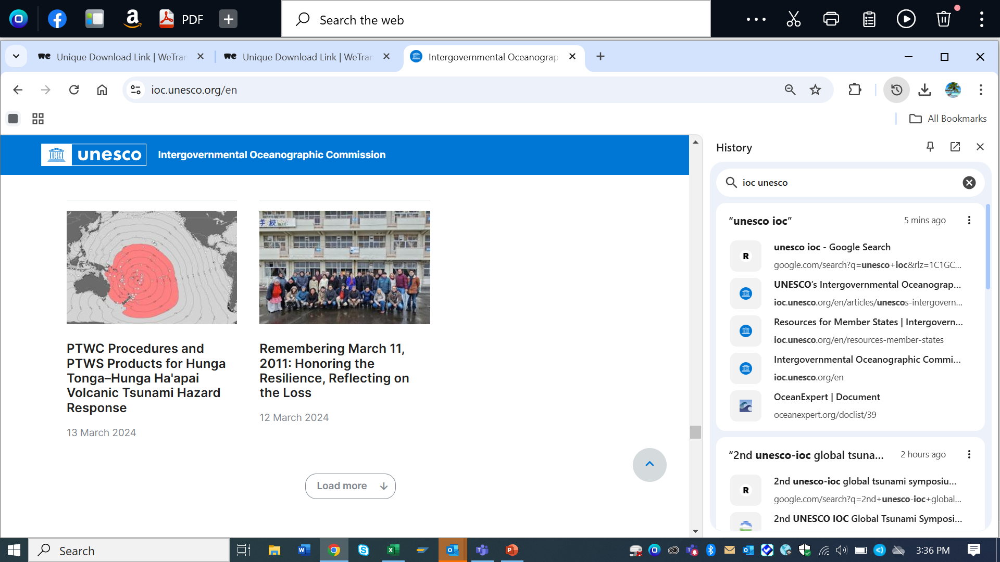 PDF
Search the web
Unique Download Link | WeTran
Unique Download Link | WeTran
Intergovernmental Oceanograp
ioc.unesco.org/en
All Bookmarks
unesco
Intergovernmental Oceanographic Commission
PTWC Procedures and
PTWS Products for Hunga
Tonga–Hunga Ha'apai
Volcanic Tsunami Hazard
Response
13 March 2024
Remembering March 11,
2011: Honoring the
Resilience, Reflecting on
the Loss
12 March 2024
Load more
History
ioc unesco
“unesco ioc”
5 mins ago
unesco ioc - Google Search
google.com/search?q=unesco+ioc&rlz=1C1GC...
UNESCO’s Intergovernmental Oceanograp...
ioc.unesco.org/en/articles/unescos-intergovern...
Resources for Member States | Intergovern...
ioc.unesco.org/en/resources-member-states
Intergovernmental Oceanographic Commi...
ioc.unesco.org/en
OceanExpert | Document
oceanexpert.org/doclist/39
“2nd unesco-ioc global tsuna...
2 hours ago
2nd unesco-ioc global tsunami symposiu...
google.com/search?q=2nd+unesco-ioc+global...
2nd UNESCO IOC Global Tsunami Symposi...
Search
3:36 PM